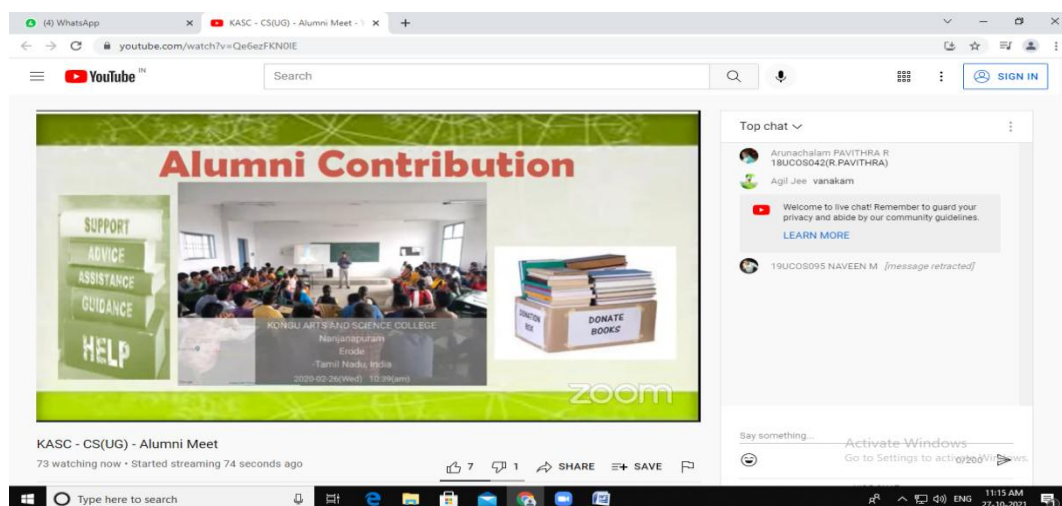 (4) WhatsApp
KASC - CS(UG) - Alumni Meet - Y
youtube.com/watch?v=Qe6ezFKN0IE
YouTube IN
Search
SIGN IN
Alumni Contribution
SUPPORT
ADVICE
ASSISTANCE
GUIDANCE
HELP
KONGU ARTS AND SCIENCE COLLEGE
Nanjanapuram
Erode
Tamil Nadu, India
2020-02-26(Wed) 10:39(am)
DONATION
BOX
DONATE
BOOKS
zoom
Top chat
Arunachalam PAVITHRA R
18UCOS042(R.PAVITHRA)
Agil Jee vanakam
Welcome to live chat! Remember to guard your
privacy and abide by our community guidelines.
LEARN MORE
19UCOS095 NAVEEN M [message retracted]
Say something...
0/200
Activate Windows
Go to Settings to activate Windows.
KASC - CS(UG) - Alumni Meet
73 watching now • Started streaming 74 seconds ago
7 1 SHARE SAVE
Type here to search
ENG
11:15 AM
27-10-2021